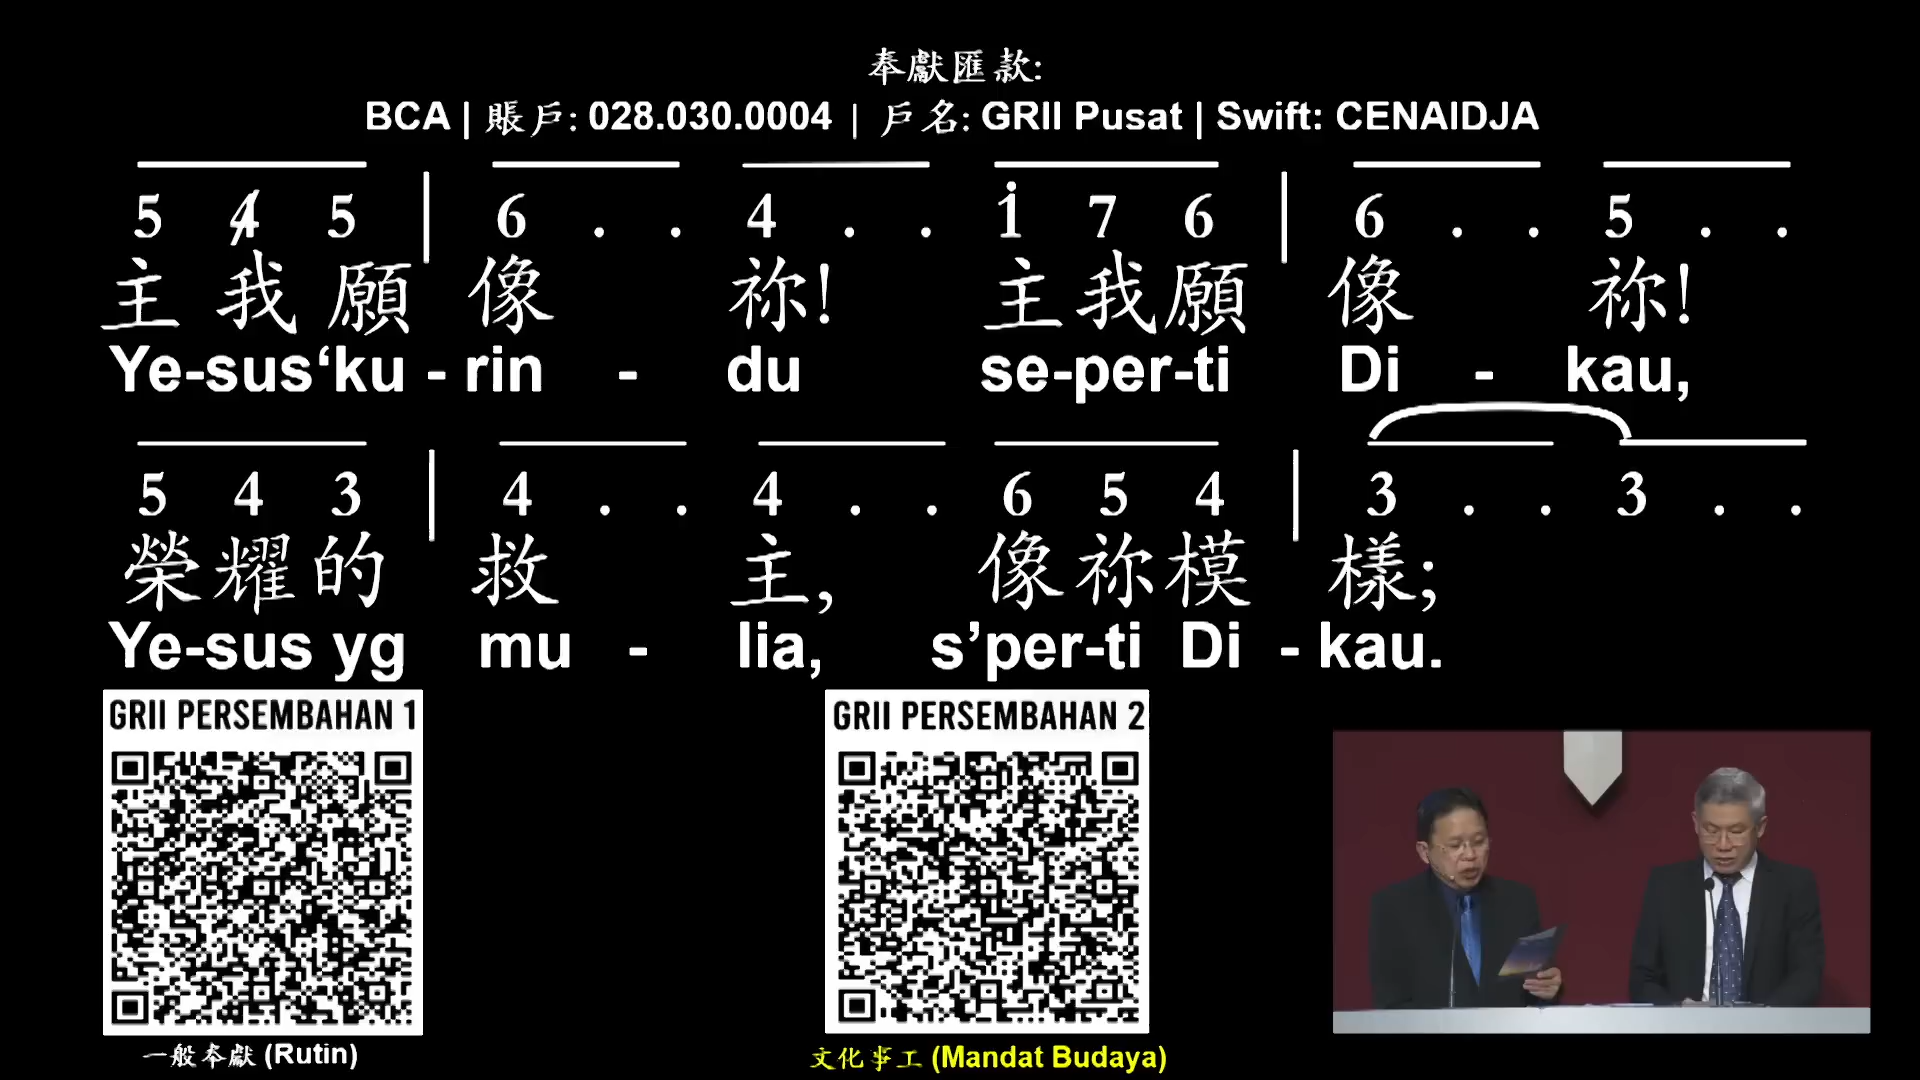 奉獻匯款:
BCA | 賬戶: 028.030.0004 | 戶名: GRII Pusat | Swift: CENAIDJA
5 4̸ 5 | 6 . . 4 . . i̇ 7 6 | 6 . . 5 . .
主 我 願 像 祢! 主 我 願 像 祢!
Ye-sus‘ku - rin - du se-per-ti Di - kau,
5 4 3 | 4 . . 4 . . 6 5 4 | 3 . . 3 . .
榮 耀 的 救 主, 像 祢 模 樣;
Ye-sus yg mu - lia, s’per-ti Di - kau.
GRII PERSEMBAHAN 1
GRII PERSEMBAHAN 2
一般奉獻 (Rutin)
文化事工 (Mandat Budaya)